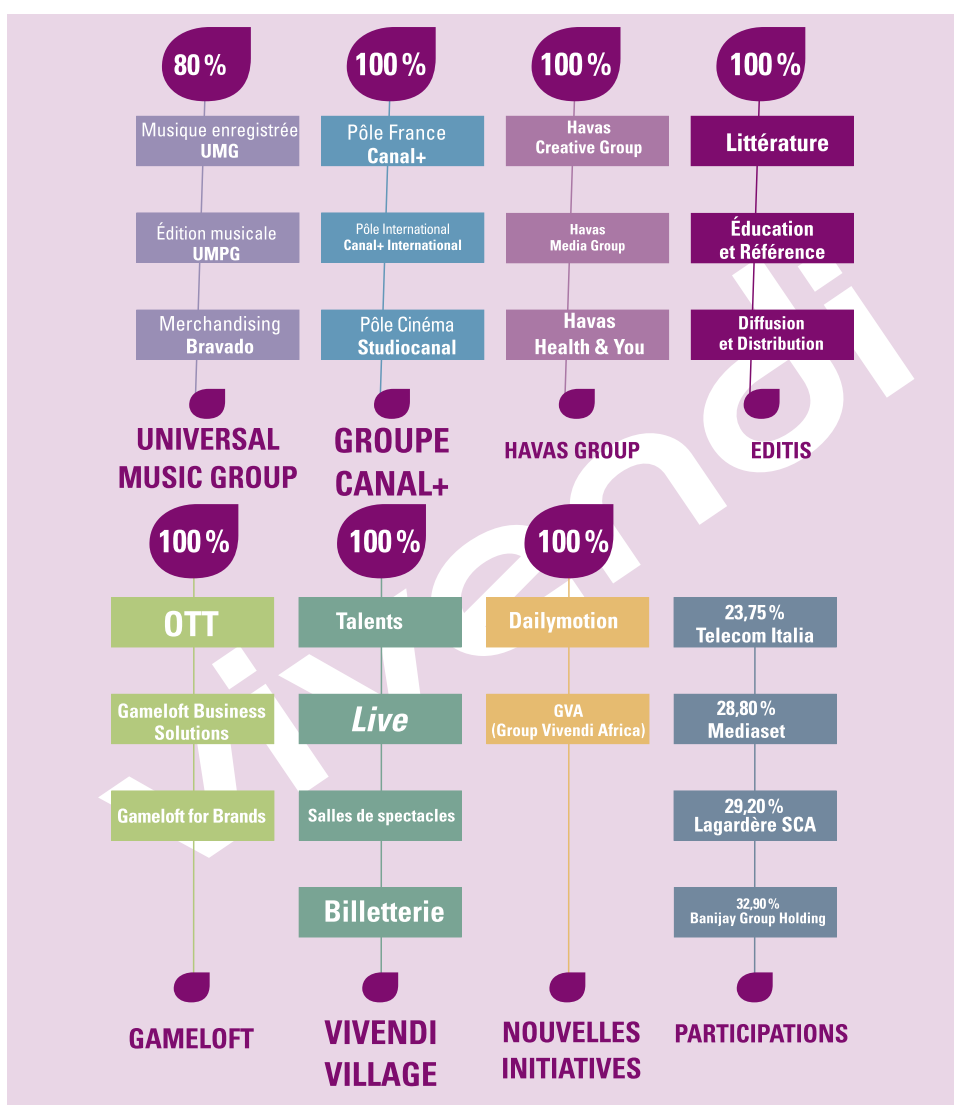 80 %
Musique enregistrée
UMG
Édition musicale
UMPG
Merchandising
Bravado
UNIVERSAL
MUSIC GROUP
100 %
Pôle France
Canal+
Pôle International
Canal+ International
Pôle Cinéma
Studiocanal
GROUPE
CANAL+
100 %
Havas
Creative Group
Havas
Media Group
Havas
Health & You
HAVAS GROUP
100 %
Littérature
Éducation
et Référence
Diffusion
et Distribution
EDITIS
100 %
OTT
Gameloft Business
Solutions
Gameloft for Brands
GAMELOFT
100 %
Talents
Live
Salles de spectacles
Billetterie
VIVENDI
VILLAGE
100 %
Dailymotion
GVA
(Group Vivendi Africa)
NOUVELLES
INITIATIVES
23,75 %
Telecom Italia
28,80 %
Mediaset
29,20 %
Lagardère SCA
32,90 %
Banijay Group Holding
PARTICIPATIONS
vivendi